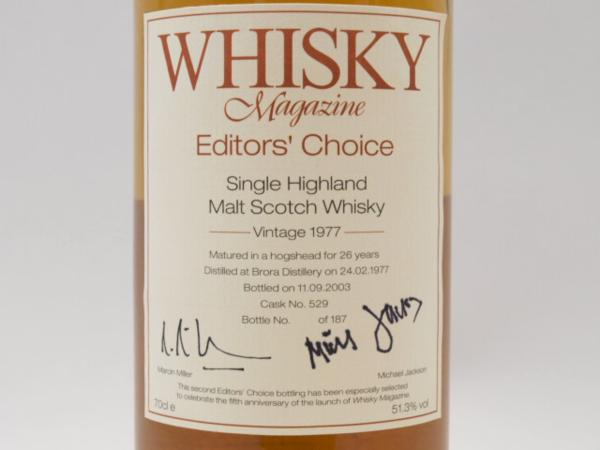 WHISKY
Magazine
Editors' Choice
Single Highland
Malt Scotch Whisky
Vintage 1977
Matured in a hogshead for 26 years
Distilled at Brora Distillery on 24.02.1977
Bottled on 11.09.2003
Cask No. 529
Bottle No. of 187
Marcin Miller
Michael Jackson
This second Editors' Choice bottling has been especially selected
to celebrate the fifth anniversary of the launch of Whisky Magazine.
70cl e
51.3% vol